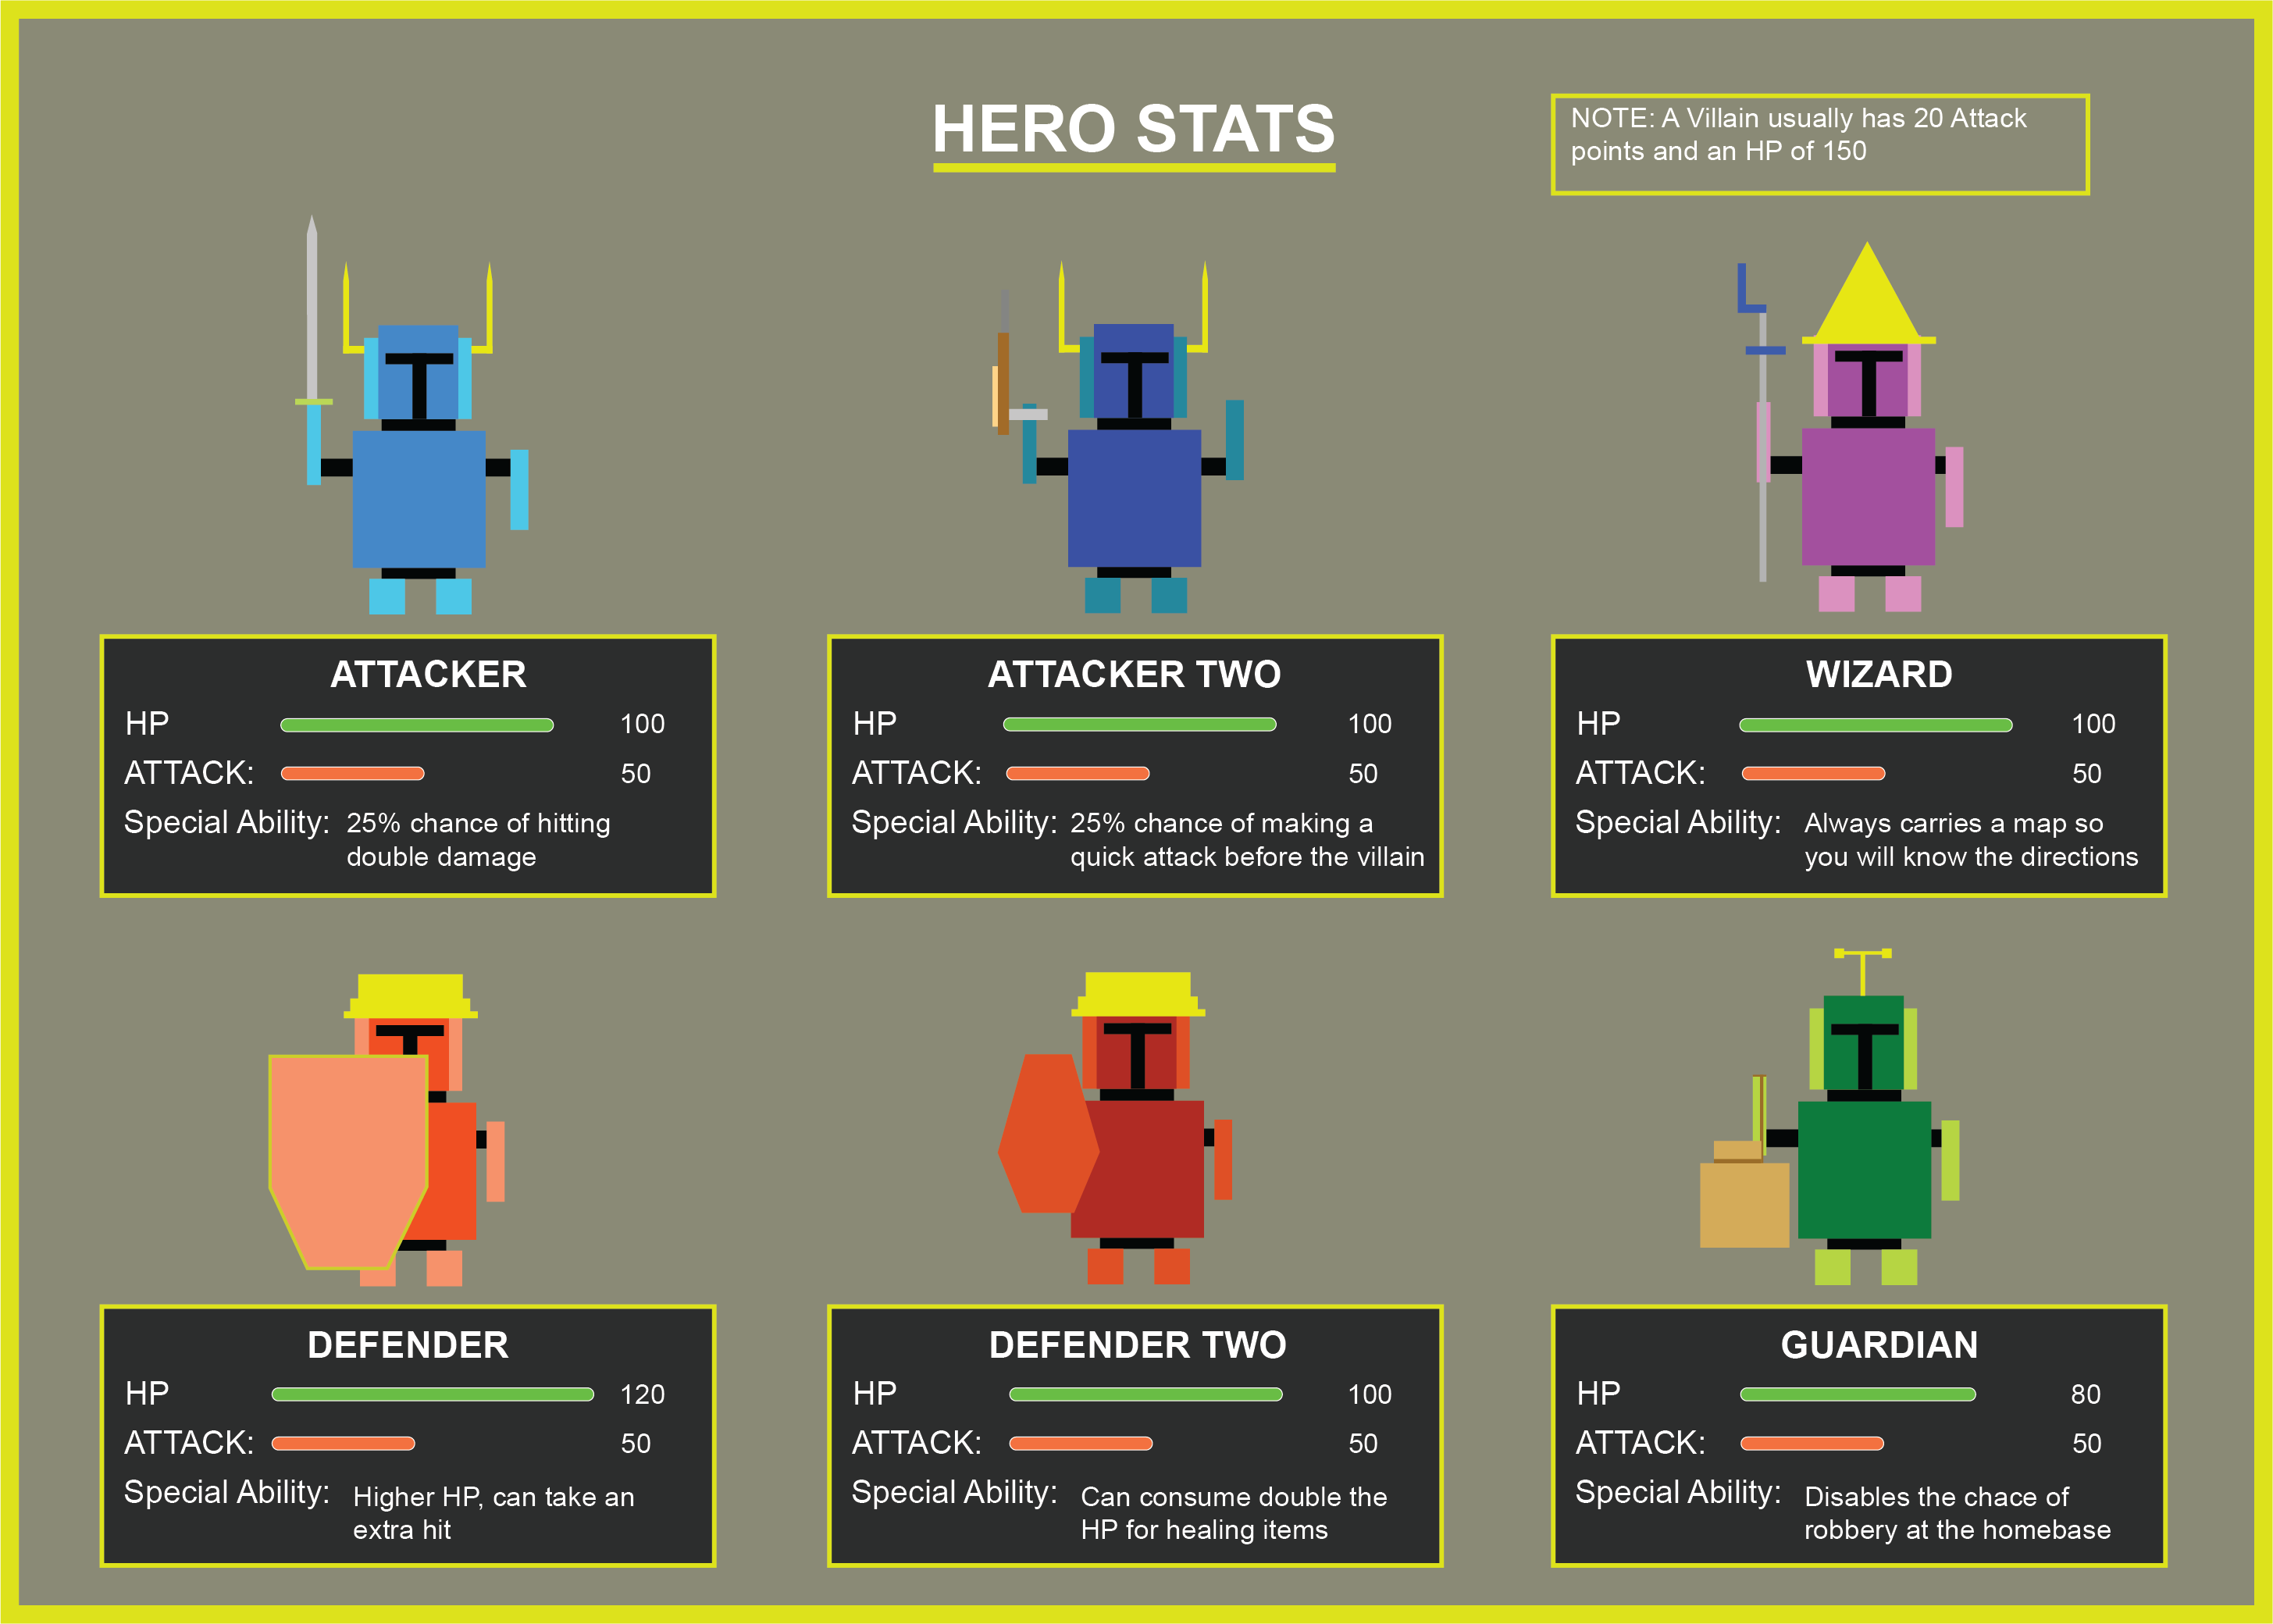 HERO STATS
NOTE: A Villain usually has 20 Attack
points and an HP of 150
ATTACKER
HP 100
ATTACK: 50
Special Ability: 25% chance of hitting
double damage
ATTACKER TWO
HP 100
ATTACK: 50
Special Ability: 25% chance of making a
quick attack before the villain
WIZARD
HP 100
ATTACK: 50
Special Ability: Always carries a map so
you will know the directions
DEFENDER
HP 120
ATTACK: 50
Special Ability: Higher HP, can take an
extra hit
DEFENDER TWO
HP 100
ATTACK: 50
Special Ability: Can consume double the
HP for healing items
GUARDIAN
HP 80
ATTACK: 50
Special Ability: Disables the chace of
robbery at the homebase